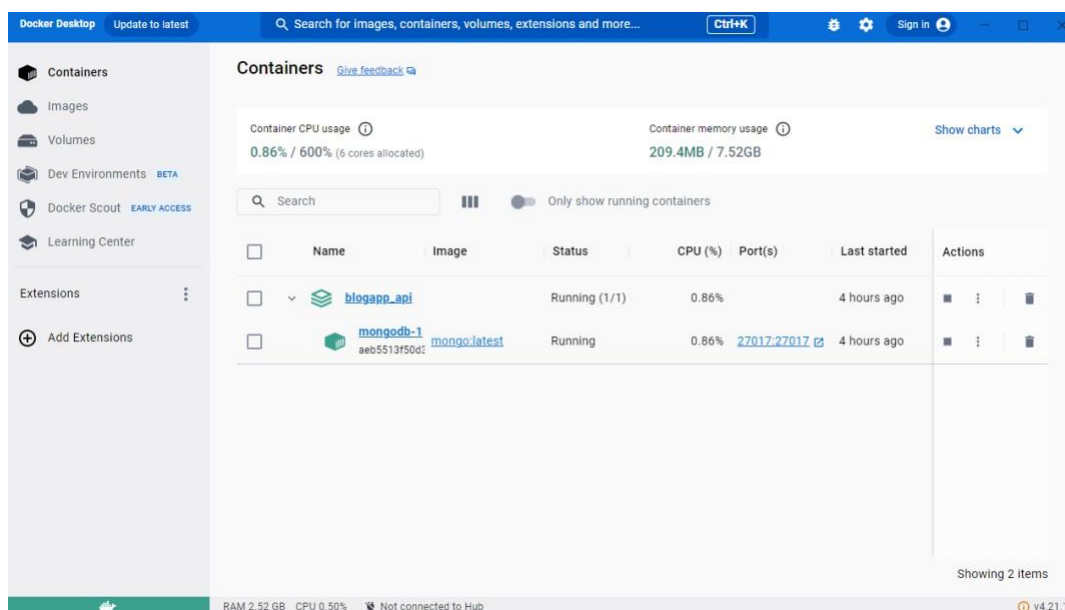 Docker Desktop Update to latest Search for images, containers, volumes, extensions and more... Ctrl+K Sign in
Containers
Images
Volumes
Dev Environments BETA
Docker Scout EARLY ACCESS
Learning Center
Extensions
Add Extensions
Containers Give feedback
Container CPU usage
0.86% / 600% (6 cores allocated)
Container memory usage
209.4MB / 7.52GB
Show charts
Search Only show running containers
Name Image Status CPU (%) Port(s) Last started Actions
blogapp_api Running (1/1) 0.86% 4 hours ago
mongodb-1 mongo:latest Running 0.86% 27017:27017 4 hours ago
aeb5513f50d3
Showing 2 items
RAM 2.52 GB CPU 0.50% Not connected to Hub v4.21.